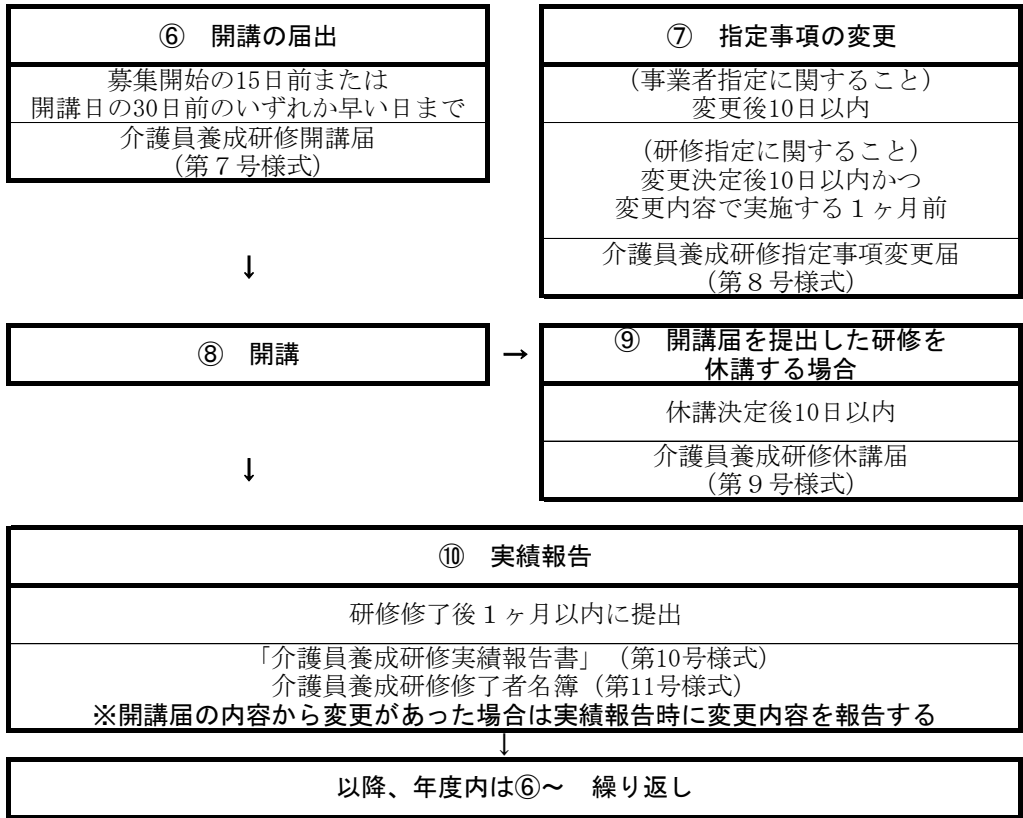 ⑥　開講の届出
募集開始の15日前または
開講日の30日前のいずれか早い日まで
介護員養成研修開講届
（第７号様式）
⑦　指定事項の変更
（事業者指定に関すること）
変更後10日以内
（研修指定に関すること）
変更決定後10日以内かつ
変更内容で実施する１ヶ月前
介護員養成研修指定事項変更届
（第８号様式）
↓
⑧　開講
→
⑨　開講届を提出した研修を
休講する場合
休講決定後10日以内
介護員養成研修休講届
（第９号様式）
↓
⑩　実績報告
研修修了後１ヶ月以内に提出
「介護員養成研修実績報告書」（第10号様式）
介護員養成研修修了者名簿（第11号様式）
※開講届の内容から変更があった場合は実績報告時に変更内容を報告する
↓
以降、年度内は⑥～　繰り返し